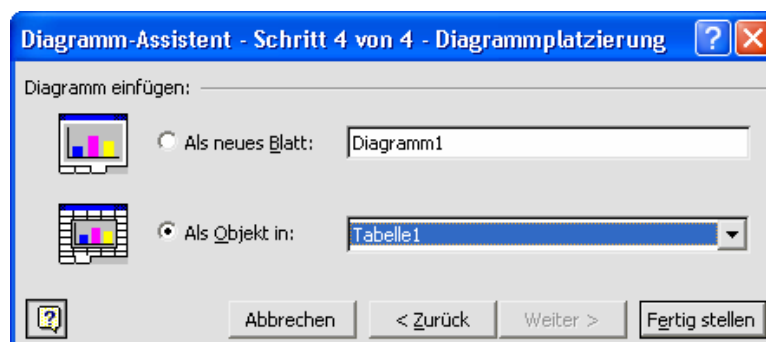 Diagramm-Assistent - Schritt 4 von 4 - Diagrammplatzierung
Diagramm einfügen:
Als neues Blatt: Diagramm1
Als Objekt in: Tabelle1
Abbrechen < Zurück Weiter > Fertig stellen